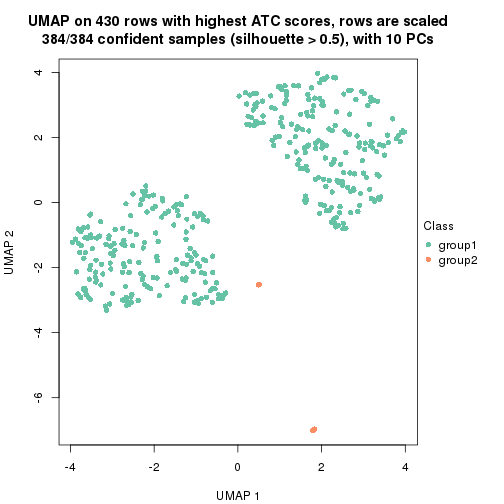 UMAP on 430 rows with highest ATC scores, rows are scaled
384/384 confident samples (silhouette > 0.5), with 10 PCs
4
2
0
-2
-4
-6
UMAP 2
-4
-2
0
2
4
UMAP 1
Class
group1
group2